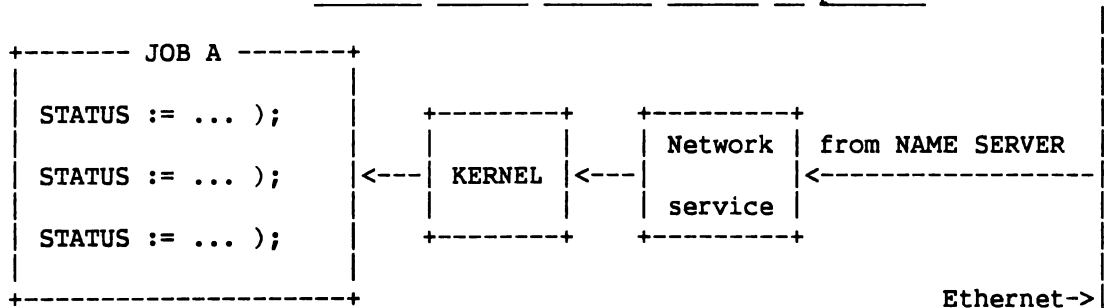 JOB A
STATUS := ... );
Network from NAME SERVER
STATUS := ... ); <--- KERNEL <--- <------------------
service
STATUS := ... );
Ethernet->